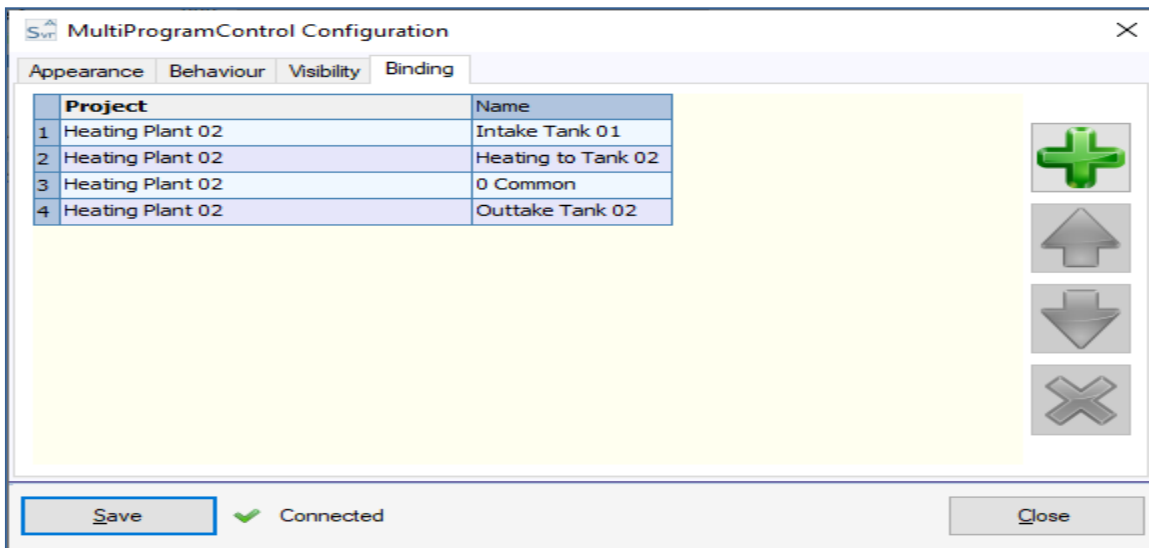 Svr MultiProgramControl Configuration
Appearance Behaviour Visibility Binding
Project Name
1 Heating Plant 02 Intake Tank 01
2 Heating Plant 02 Heating to Tank 02
3 Heating Plant 02 0 Common
4 Heating Plant 02 Outtake Tank 02
Save Connected Close